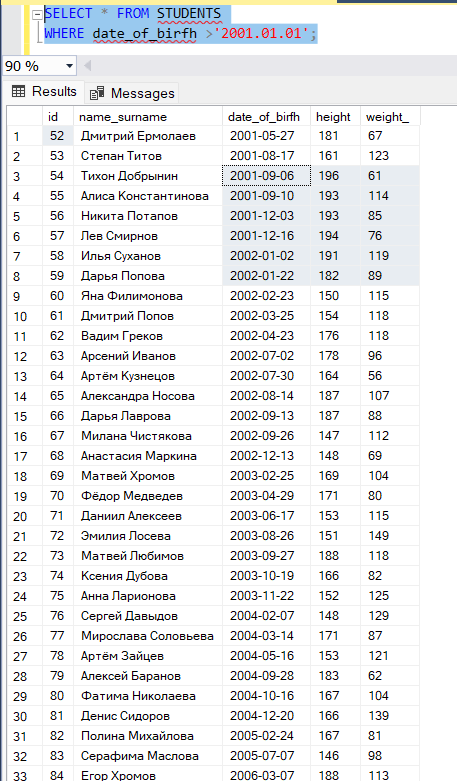 SELECT * FROM STUDENTS
WHERE date_of_birfh >'2001.01.01';
90 %
Results Messages
id name_surname date_of_birfh height weight_
1 52 Дмитрий Ермолаев 2001-05-27 181 67
2 53 Степан Титов 2001-08-17 161 123
3 54 Тихон Добрынин 2001-09-06 196 61
4 55 Алиса Константинова 2001-09-10 193 114
5 56 Никита Потапов 2001-12-03 193 85
6 57 Лев Смирнов 2001-12-16 194 76
7 58 Илья Суханов 2002-01-02 191 119
8 59 Дарья Попова 2002-01-22 182 89
9 60 Яна Филимонова 2002-02-23 150 115
10 61 Дмитрий Попов 2002-03-25 154 118
11 62 Вадим Греков 2002-04-23 176 118
12 63 Арсений Иванов 2002-07-02 178 96
13 64 Артём Кузнецов 2002-07-30 164 56
14 65 Александра Носова 2002-08-14 187 107
15 66 Дарья Лаврова 2002-09-13 187 88
16 67 Милана Чистякова 2002-09-26 147 112
17 68 Анастасия Маркина 2002-12-13 148 69
18 69 Матвей Хромов 2003-02-25 169 104
19 70 Фёдор Медведев 2003-04-29 171 80
20 71 Даниил Алексеев 2003-06-17 153 115
21 72 Эмилия Лосева 2003-08-26 151 149
22 73 Матвей Любимов 2003-09-27 188 118
23 74 Ксения Дубова 2003-10-19 166 82
24 75 Анна Ларионова 2003-11-22 152 125
25 76 Сергей Давыдов 2004-02-07 148 129
26 77 Мирослава Соловьева 2004-03-14 171 87
27 78 Артём Зайцев 2004-05-16 153 121
28 79 Алексей Баранов 2004-09-28 183 62
29 80 Фатима Николаева 2004-10-16 167 104
30 81 Денис Сидоров 2004-12-20 166 139
31 82 Полина Михайлова 2005-02-24 167 81
32 83 Серафима Маслова 2005-07-07 146 98
33 84 Егор Хромов 2006-03-07 188 113